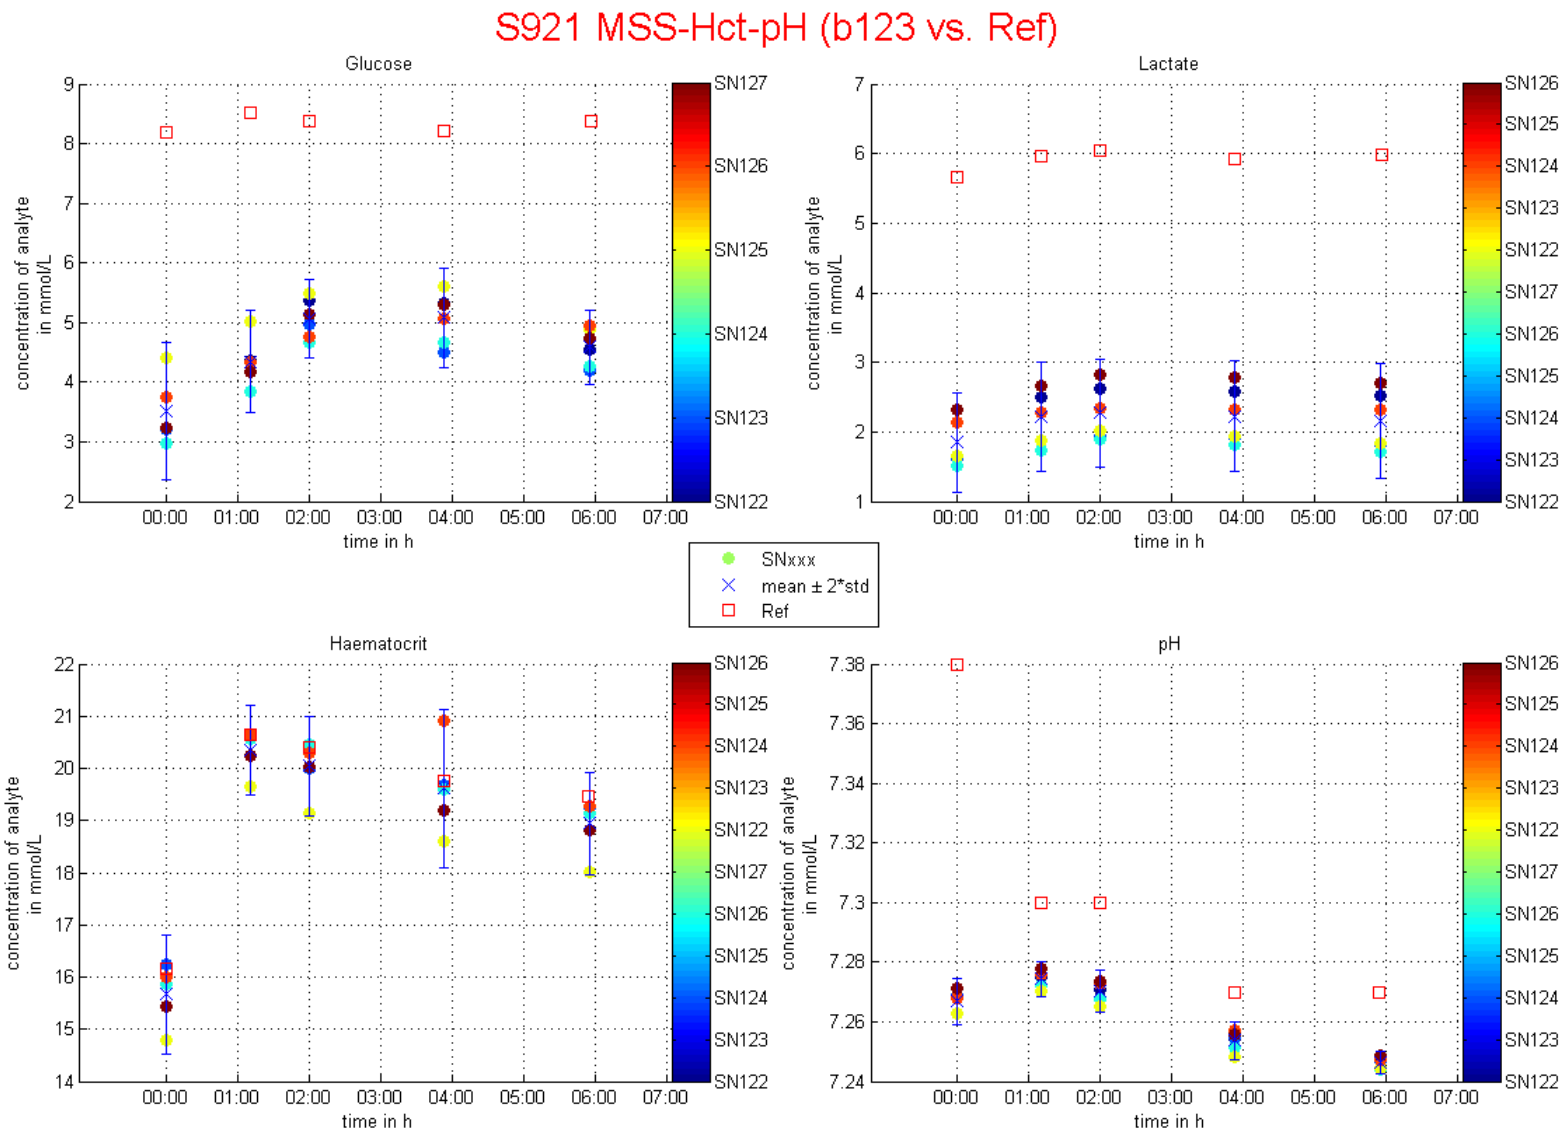 S921 MSS-Hct-pH (b123 vs. Ref)
Glucose
concentration of analyte
in mmol/L
9
8
7
6
5
4
3
2
00:00 01:00 02:00 03:00 04:00 05:00 06:00 07:00
time in h
SN127
SN126
SN125
SN124
SN123
SN122
Lactate
concentration of analyte
in mmol/L
7
6
5
4
3
2
1
00:00 01:00 02:00 03:00 04:00 05:00 06:00 07:00
time in h
SN126
SN125
SN124
SN123
SN122
SN127
SN126
SN125
SN124
SN123
SN122
SNxxx
mean ± 2*std
Ref
Haematocrit
concentration of analyte
in mmol/L
22
21
20
19
18
17
16
15
14
00:00 01:00 02:00 03:00 04:00 05:00 06:00 07:00
time in h
SN126
SN125
SN124
SN123
SN122
SN127
SN126
SN125
SN124
SN123
SN122
pH
concentration of analyte
in mmol/L
7.38
7.36
7.34
7.32
7.3
7.28
7.26
7.24
00:00 01:00 02:00 03:00 04:00 05:00 06:00 07:00
time in h
SN126
SN125
SN124
SN123
SN122
SN127
SN126
SN125
SN124
SN123
SN122